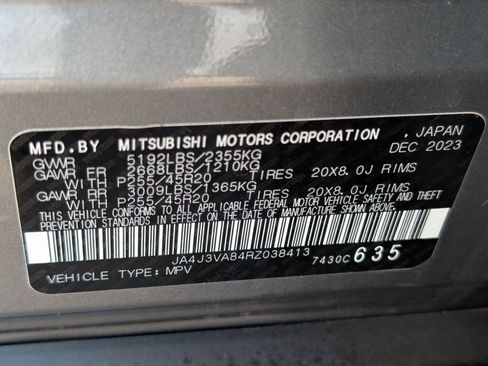 MFD.BY MITSUBISHI MOTORS CORPORATION . JAPAN
GVWR 5192LBS/2355KG DEC 2023
GAWR FR 2668LBS/1210KG
WITH P255/45R20 TIRES 20X8.0J RIMS
GAWR RR 3009LBS/1365KG
WITH P255/45R20 TIRES 20X8.0J RIMS
THIS VEHICLE CONFORMS TO ALL APPLICABLE FEDERAL MOTOR VEHICLE SAFETY AND THEFT
PREVENTION STANDARDS IN EFFECT ON THE DATE OF MANUFACTURE SHOWN ABOVE.
JA4J3VA84RZ038413 7430C 635
VEHICLE TYPE: MPV